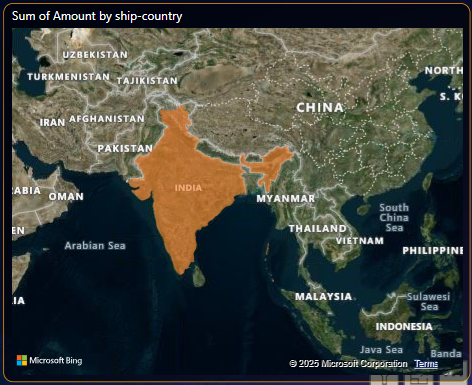 Sum of Amount by ship-country
UZBEKISTAN
TURKMENISTAN
TAJIKISTAN
NORTH
CHINA
S. K
IRAN
AFGHANISTAN
PAKISTAN
ABIA
OMAN
INDIA
MYANMAR
EN
South
China
Sea
THAILAND
VIETNAM
Arabian Sea
PHILIPPINE
MALAYSIA
Sulawesi
Sea
IA
INDONESIA
Java Sea
Banda
Microsoft Bing
© 2025 Microsoft Corporation Terms